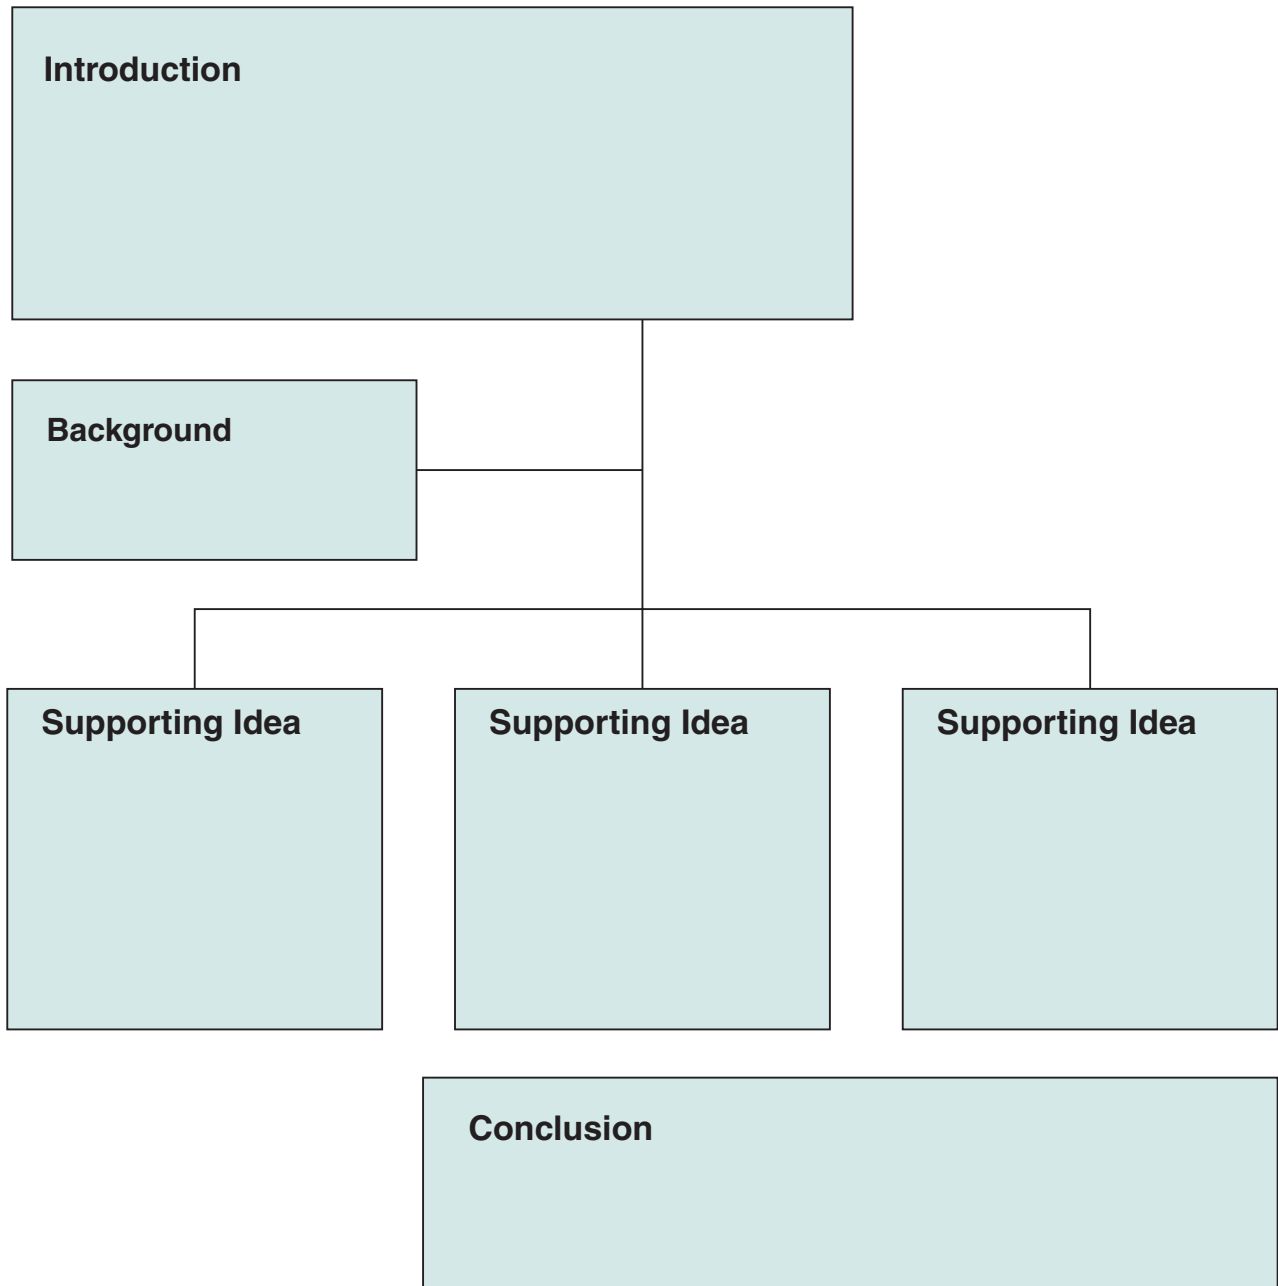 Introduction
Background
Supporting Idea
Supporting Idea
Supporting Idea
Conclusion